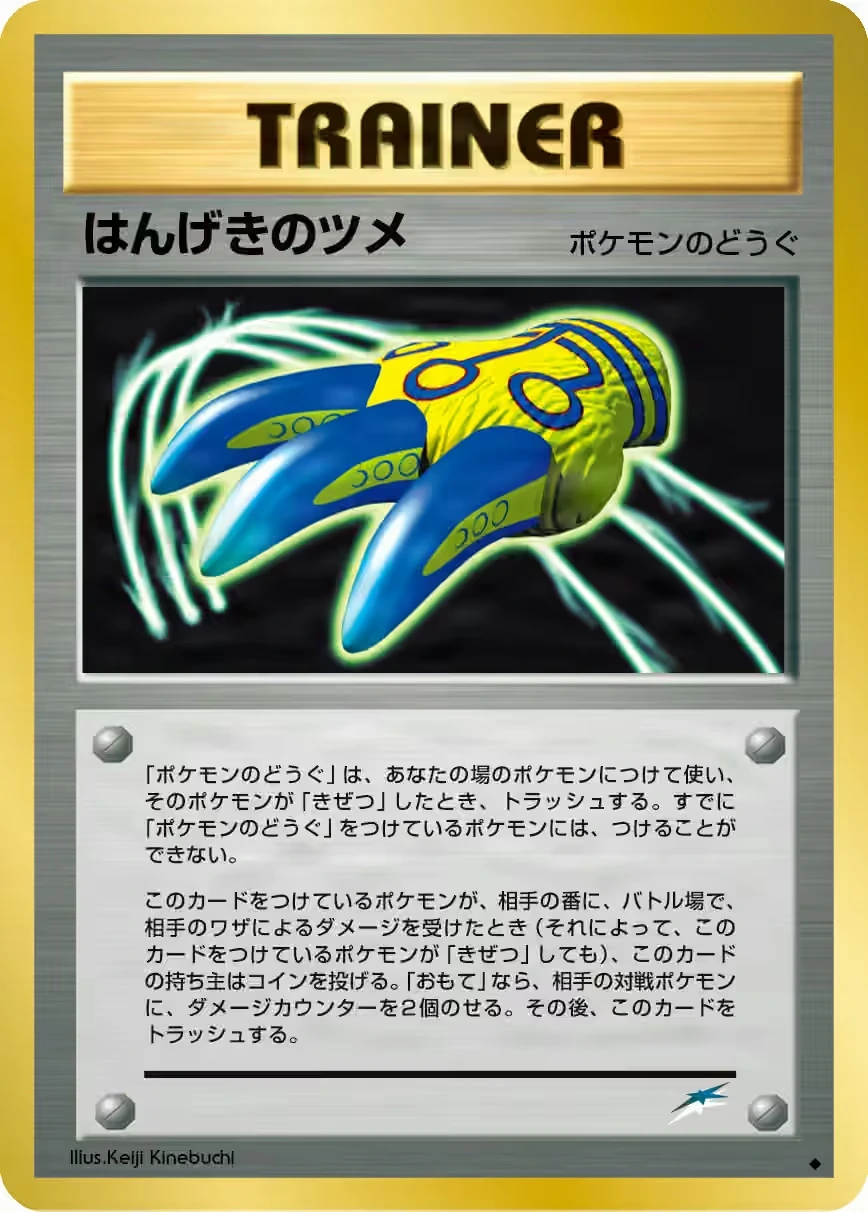 TRAINER
はんげきのツメ
ポケモンのどうぐ
「ポケモンのどうぐ」は、あなたの場のポケモンにつけて使い、
そのポケモンが「きぜつ」したとき、トラッシュする。すでに
「ポケモンのどうぐ」をつけているポケモンには、つけることが
できない。
このカードをつけているポケモンが、相手の番に、バトル場で、
相手のワザによるダメージを受けたとき（それによって、この
カードをつけているポケモンが「きぜつ」しても）、このカード
の持ち主はコインを投げる。「おもて」なら、相手の対戦ポケモン
に、ダメージカウンターを2個のせる。その後、このカードを
トラッシュする。
Illus.Keiji Kinebuchi